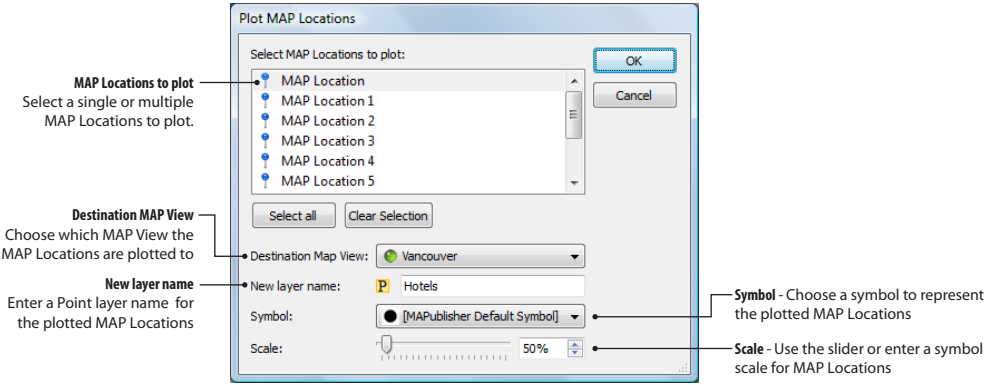 Plot MAP Locations
Select MAP Locations to plot:
MAP Location
MAP Location 1
MAP Location 2
MAP Location 3
MAP Location 4
MAP Location 5
OK
Cancel
Select all
Clear Selection
Destination Map View:
Vancouver
New layer name:
P
Hotels
Symbol:
[MAPublisher Default Symbol]
Scale:
50%
MAP Locations to plot
Select a single or multiple
MAP Locations to plot.
Destination MAP View
Choose which MAP View the
MAP Locations are plotted to
New layer name
Enter a Point layer name for
the plotted MAP Locations
Symbol - Choose a symbol to represent
the plotted MAP Locations
Scale - Use the slider or enter a symbol
scale for MAP Locations